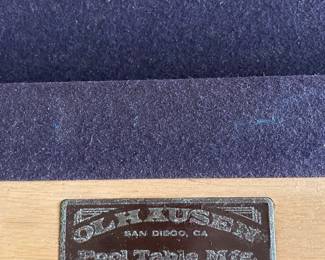 OLHAUSEN
SAN DIEGO, CA
Pool Table Mfg.